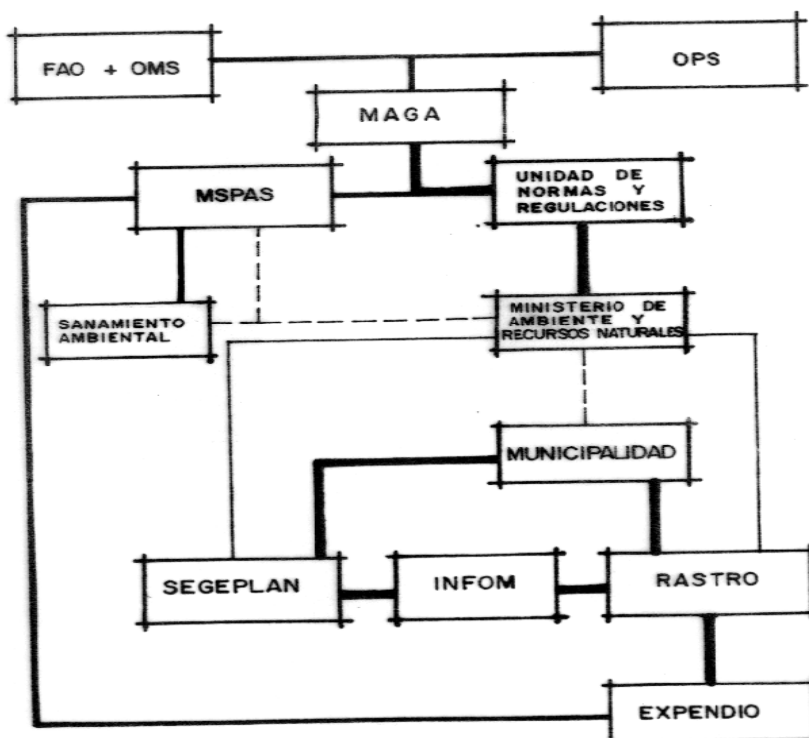 FAO + OMS
OPS
MAGA
MSPAS
UNIDAD DE
NORMAS Y
REGULACIONES
SANAMIENTO
AMBIENTAL
MINISTERIO DE
AMBIENTE Y
RECURSOS NATURALES
MUNICIPALIDAD
SEGEPLAN
INFOM
RASTRO
EXPENDIO